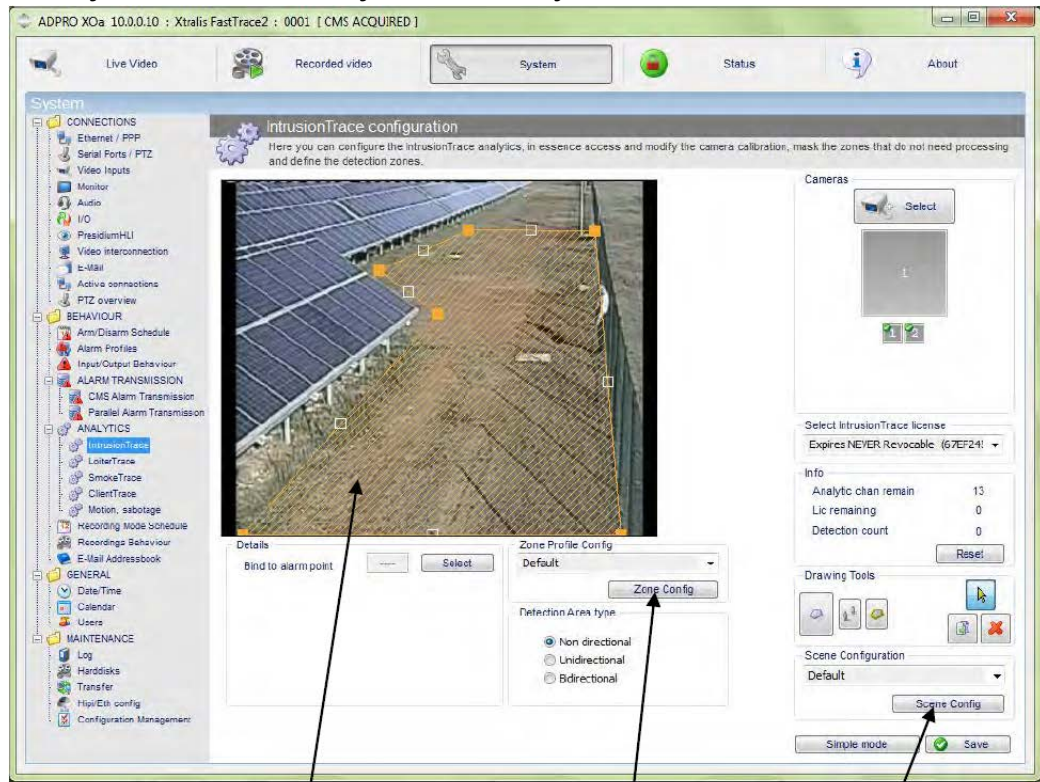 ADPRO XOa 10.0.0.10 : Xtralis FastTrace2 : 0001 [ CMS ACQUIRED ]
Live Video
Recorded video
System
Status
About
System
CONNECTIONS
Ethernet / PPP
Serial Ports / PTZ
Video Inputs
Monitor
Audio
I/O
PresidiumHLI
Video interconnection
E-Mail
Active connections
PTZ overview
BEHAVIOUR
Arm/Disarm Schedule
Alarm Profiles
Input/Output Behaviour
ALARM TRANSMISSION
CMS Alarm Transmission
Parallel Alarm Transmisson
ANALYTICS
IntrusionTrace
LoiterTrace
SmokeTrace
ClientTrace
Motion, sabotage
Recording Mode Schedule
Recordings Behaviour
E-Mail Addressbook
GENERAL
Date/Time
Calendar
Users
MAINTENANCE
Log
Harddisks
Transfer
Hipi/Eth config
Configuration Management
IntrusionTrace configuration
Here you can configure the IntrusionTrace analytics, in essence access and modify the camera calibration, mask the zones that do not need processing
and define the detection zones.
Details
Bind to alarm point
----
Select
Zone Profile Config
Default
Zone Config
Detection Area type
Non directional
Unidirectional
Bidirectional
Cameras
Select
1
1 2
Select IntrusionTrace license
Expires NEVER Revocable (67EF24!
Info
Analytic chan remain 13
Lic remaining 0
Detection count 0
Reset
Drawing Tools
Scene Configuration
Default
Scene Config
Simple mode
Save